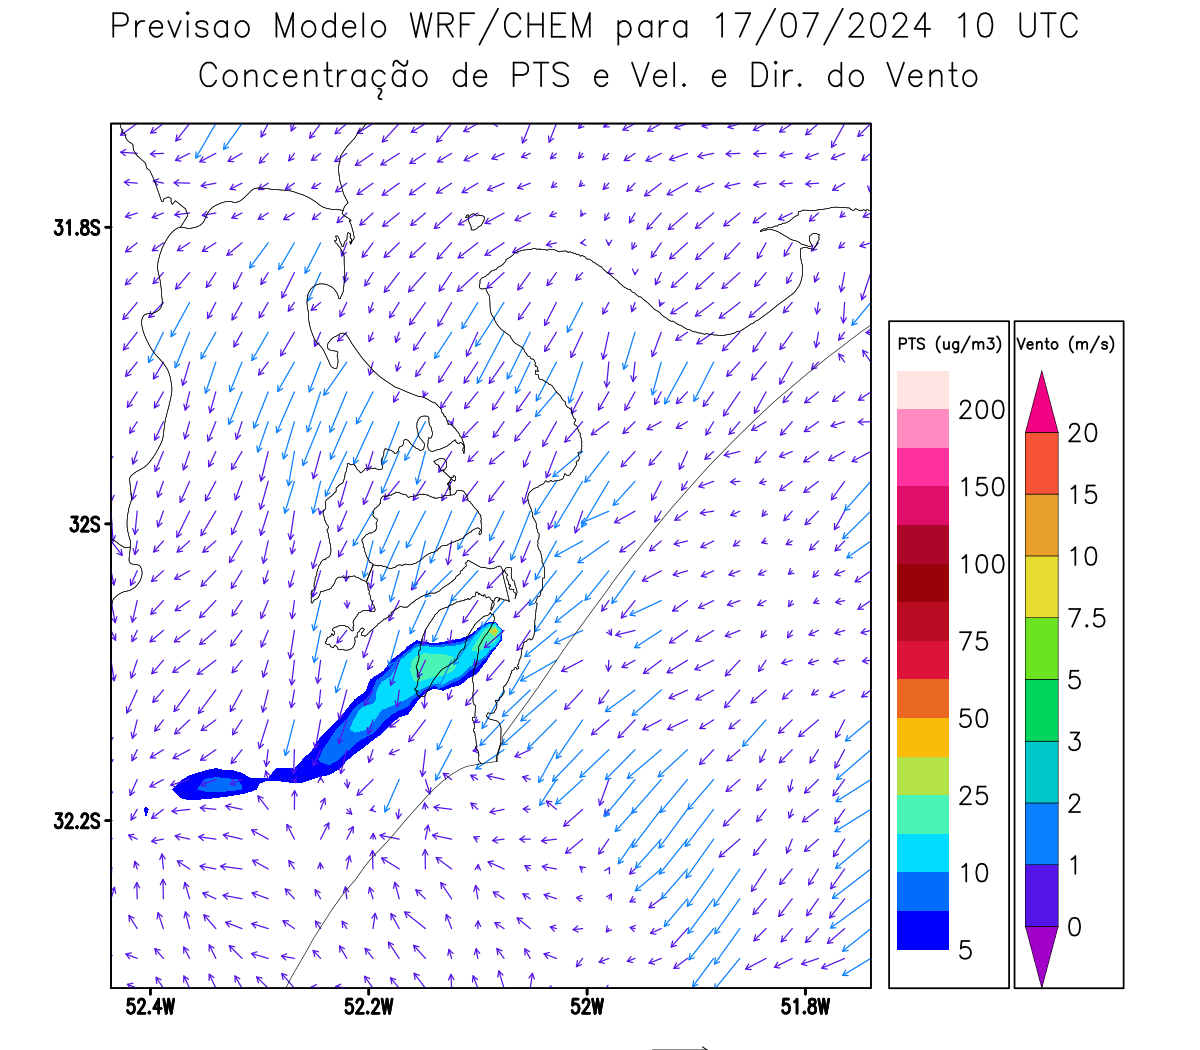 Previsao Modelo WRF/CHEM para 17/07/2024 10 UTC
Concentração de PTS e Vel. e Dir. do Vento
31.8S
32S
32.2S
52.4W 52.2W 52W 51.8W
PTS (ug/m3)
200
150
100
75
50
25
10
5
Vento (m/s)
20
15
10
7.5
5
3
2
1
0